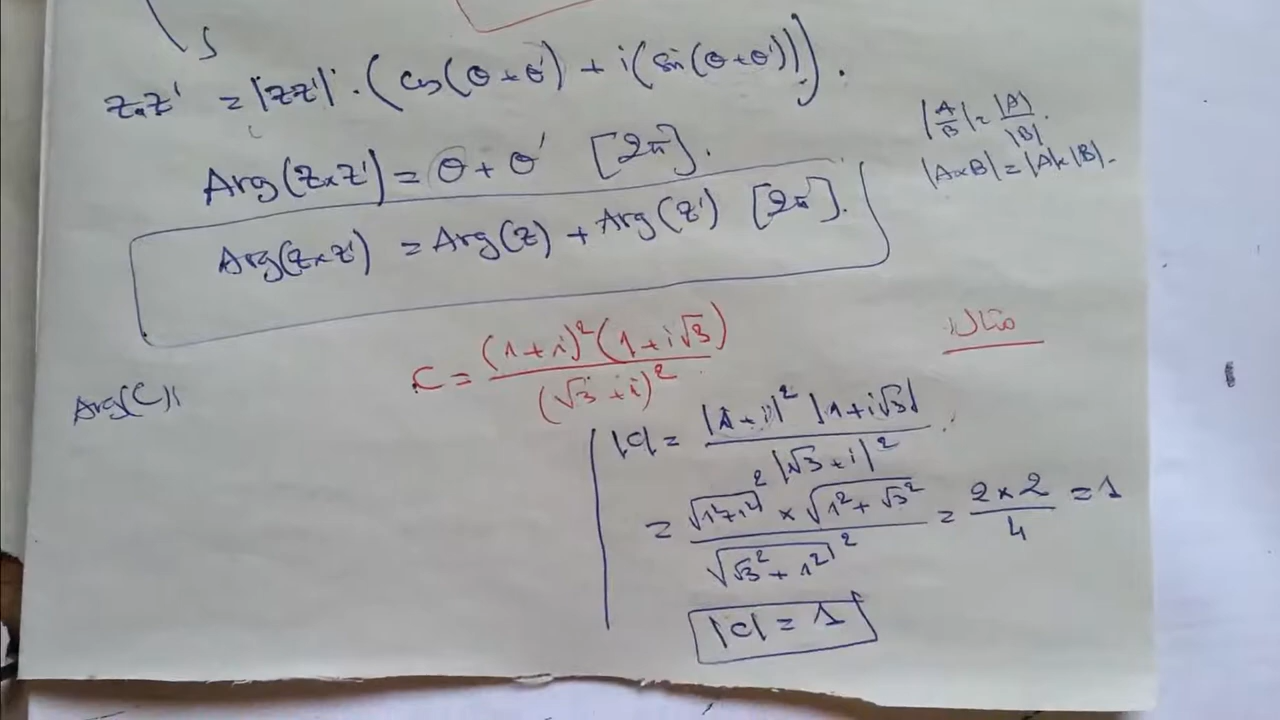 z×z' = |zz'| · (cos(θ+θ') + i(sin(θ+θ'))).
Arg(z×z') = θ + θ' [2π].
Arg(z×z') = Arg(z) + Arg(z') [2π].
|A/B| = |A|/|B|.
|A×B| = |A|×|B|.
C = (1+i)²(1+i√3)/(√3+i)²
Arg(C)
|C| = |1+i|² |1+i√3| / |√3+i|²
= √(1²+1²)² × √(1²+√3²) / √(√3²+1²)² = 2×2/4 = 1
|C| = 1